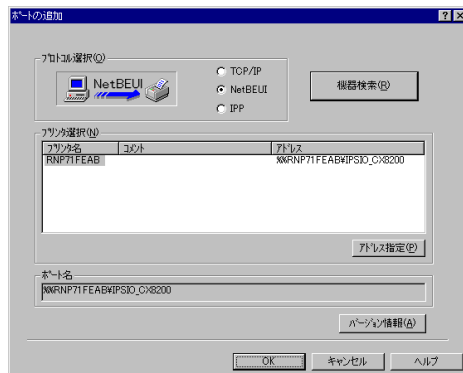 ポートの追加
プロトコル選択(O)
NetBEUI
TCP/IP
NetBEUI
IPP
機器検索(R)
プリンタ選択(N)
プリンタ名 コメント アドレス
RNP71FEAB %%RNP71FEAB¥IPSIO_CX8200
アドレス指定(P)
ポート名
%%RNP71FEAB¥IPSIO_CX8200
バージョン情報(A)
OK キャンセル ヘルプ